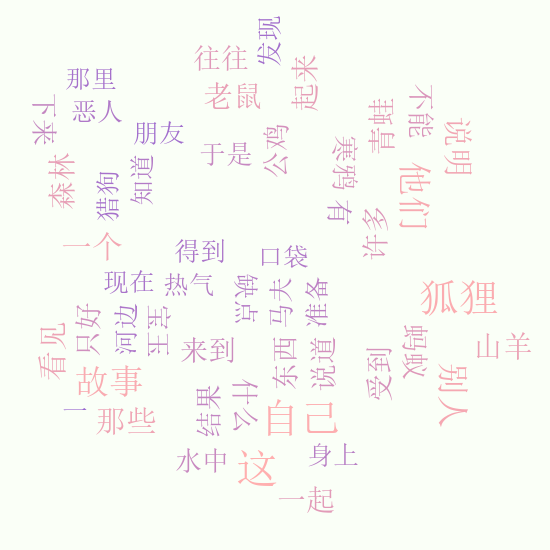 发现
往往
起来
那里
老鼠
不能
下来
恶人
青蛙
说明
朋友
公鸡
于是
寒鸦
森林
知道
他们
猎狗
有
许多
一个
得到
口袋
现在
热气
缺点
马夫
准备
狐狸
看见
只好
河边
王宝
来到
东西
说道
蚂蚁
山羊
受到
故事
别人
一
那些
结果
什么
自己
水中
这
身上
一起